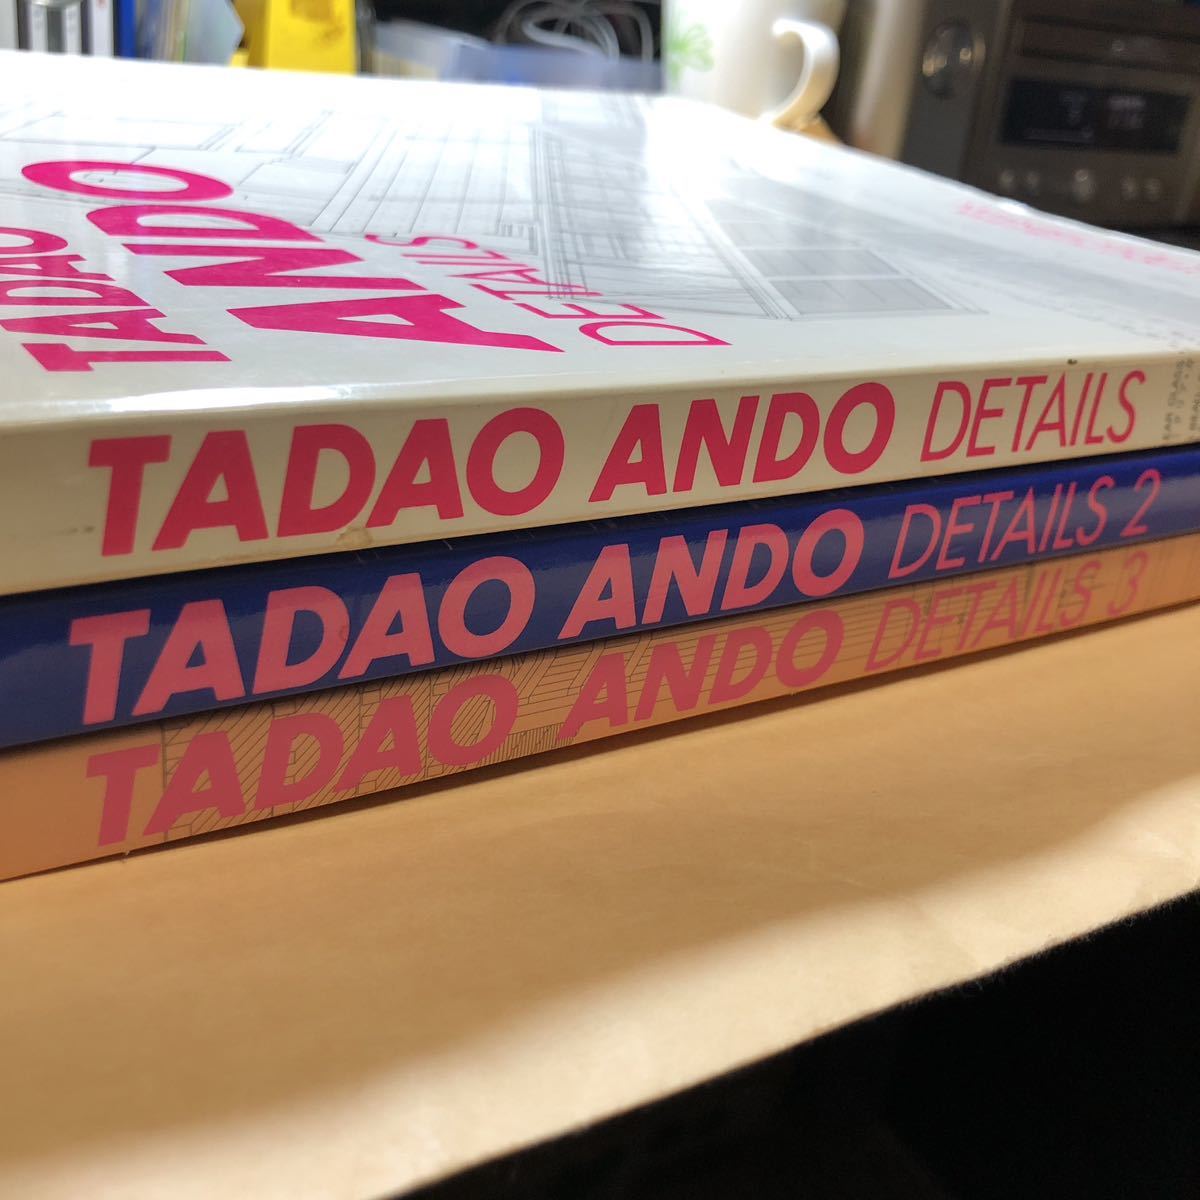 TADAO
ANDO
DETAILS
TADAO ANDO DETAILS
TADAO ANDO DETAILS 2
TADAO ANDO DETAILS 3